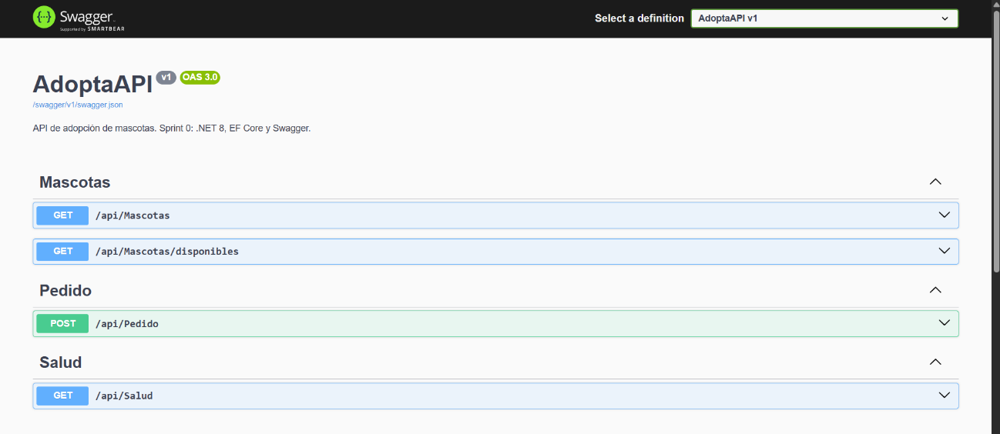 Swagger
Supported by SMARTBEAR
Select a definition
AdoptaAPI v1
AdoptaAPI v1 OAS 3.0
/swagger/v1/swagger.json
API de adopción de mascotas. Sprint 0: .NET 8, EF Core y Swagger.
Mascotas
GET /api/Mascotas
GET /api/Mascotas/disponibles
Pedido
POST /api/Pedido
Salud
GET /api/Salud